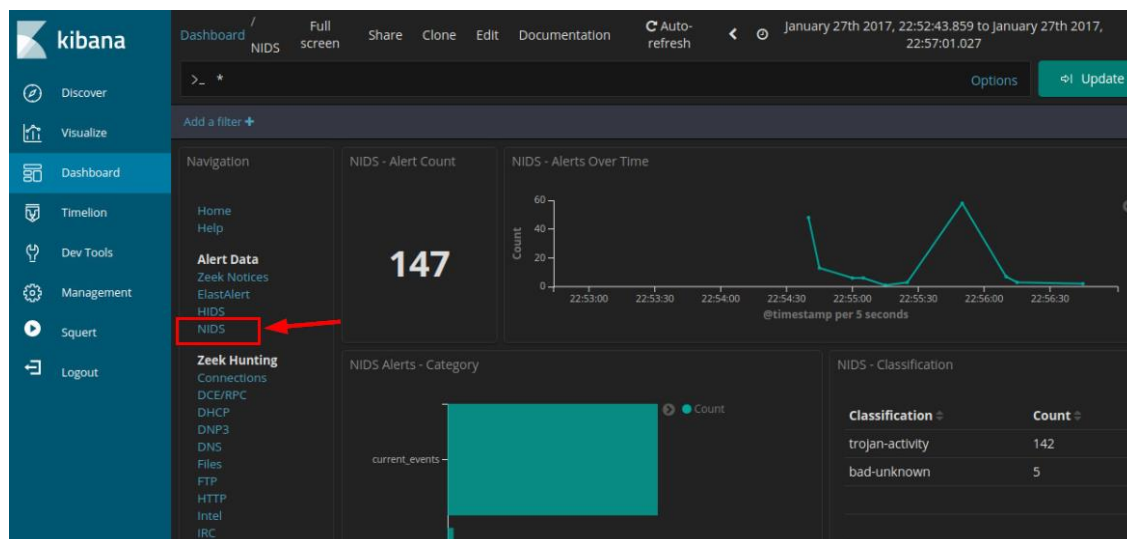 kibana
Discover
Visualize
Dashboard
Timelion
Dev Tools
Management
Squert
Logout
Dashboard / NIDS
Full screen
Share
Clone
Edit
Documentation
Auto-refresh
January 27th 2017, 22:52:43.859 to January 27th 2017, 22:57:01.027
>_ *
Options
Update
Add a filter +
Navigation
Home
Help
Alert Data
Zeek Notices
ElastAlert
HIDS
NIDS
Zeek Hunting
Connections
DCE/RPC
DHCP
DNP3
DNS
Files
FTP
HTTP
Intel
IRC
NIDS - Alert Count
147
NIDS - Alerts Over Time
60
40
20
0
Count
22:53:00 22:53:30 22:54:00 22:54:30 22:55:00 22:55:30 22:56:00 22:56:30
@timestamp per 5 seconds
NIDS Alerts - Category
Count
current_events
NIDS - Classification
Classification Count
trojan-activity 142
bad-unknown 5